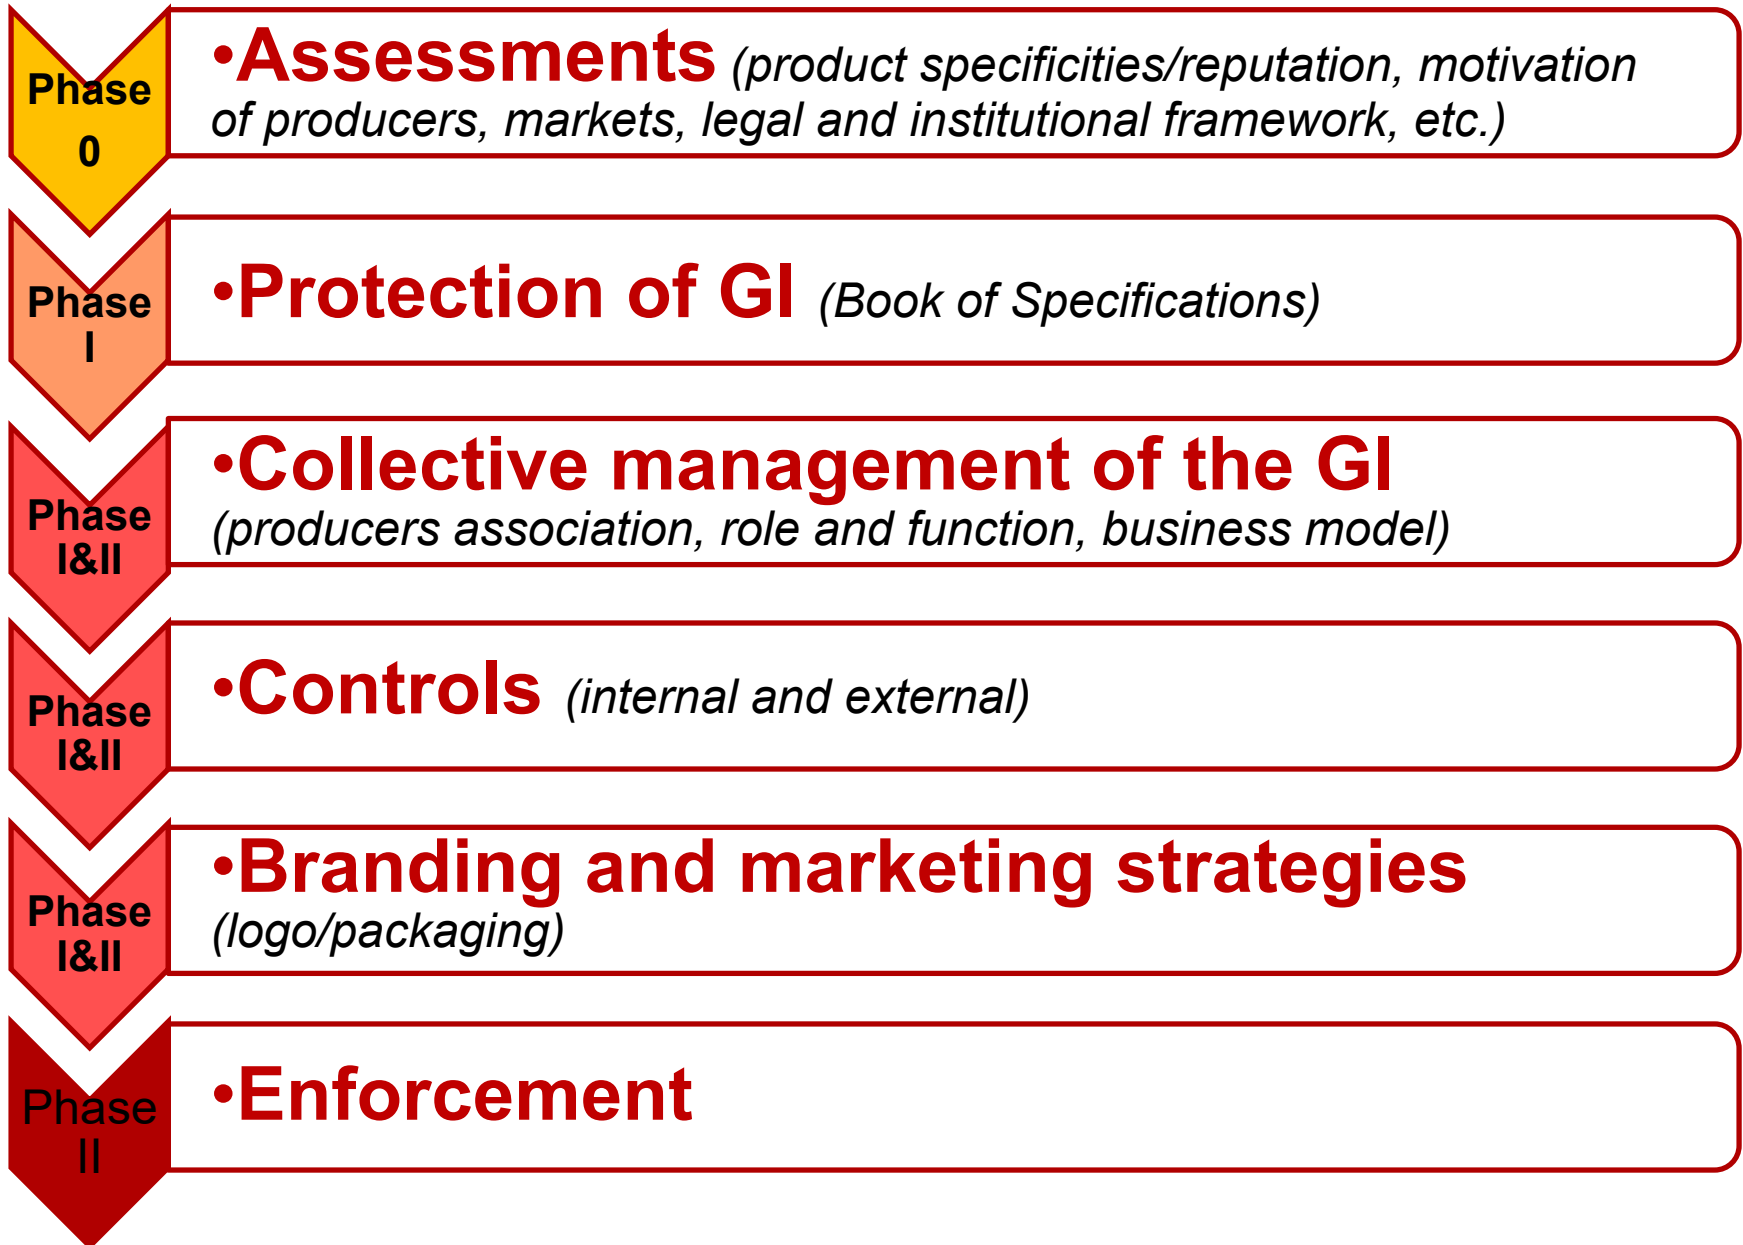 Phase
0
•Assessments (product specificities/reputation, motivation
of producers, markets, legal and institutional framework, etc.)
Phase
I
•Protection of GI (Book of Specifications)
Phase
I&II
•Collective management of the GI
(producers association, role and function, business model)
Phase
I&II
•Controls (internal and external)
Phase
I&II
•Branding and marketing strategies
(logo/packaging)
Phase
II
•Enforcement